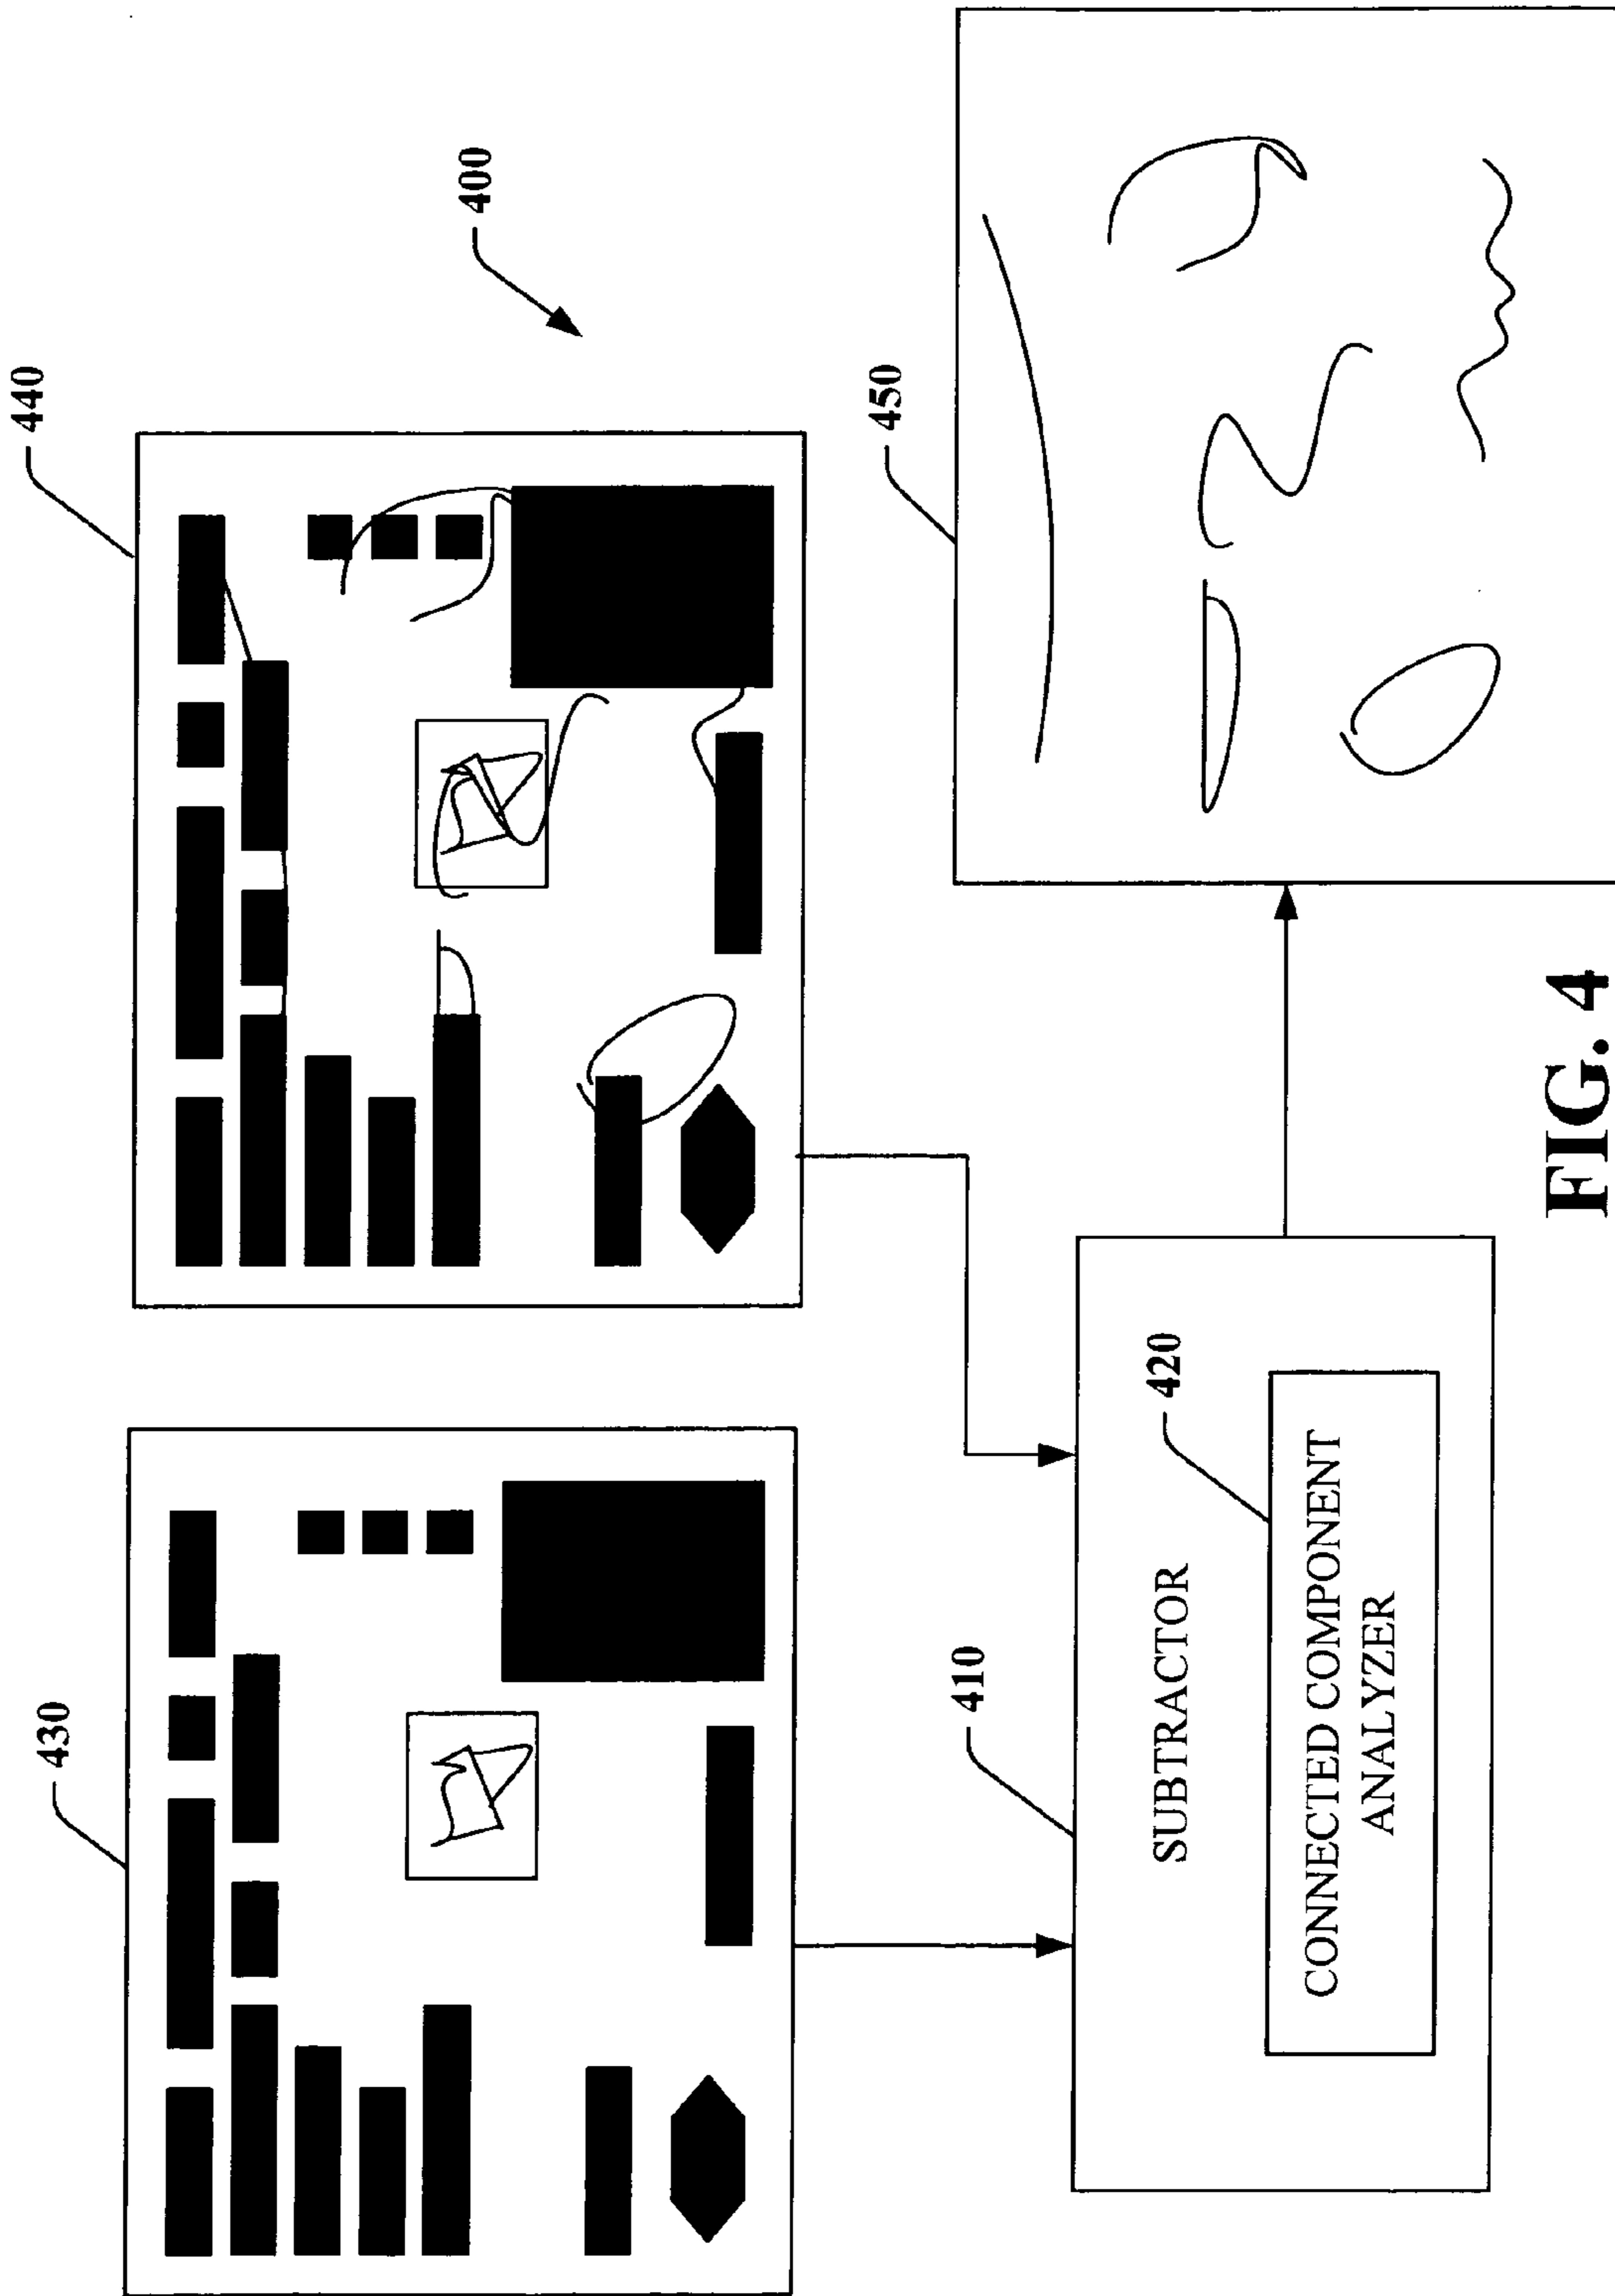 430
440
400
410
SUBTRACTOR
420
CONNECTED COMPONENT
ANALYZER
450
FIG. 4